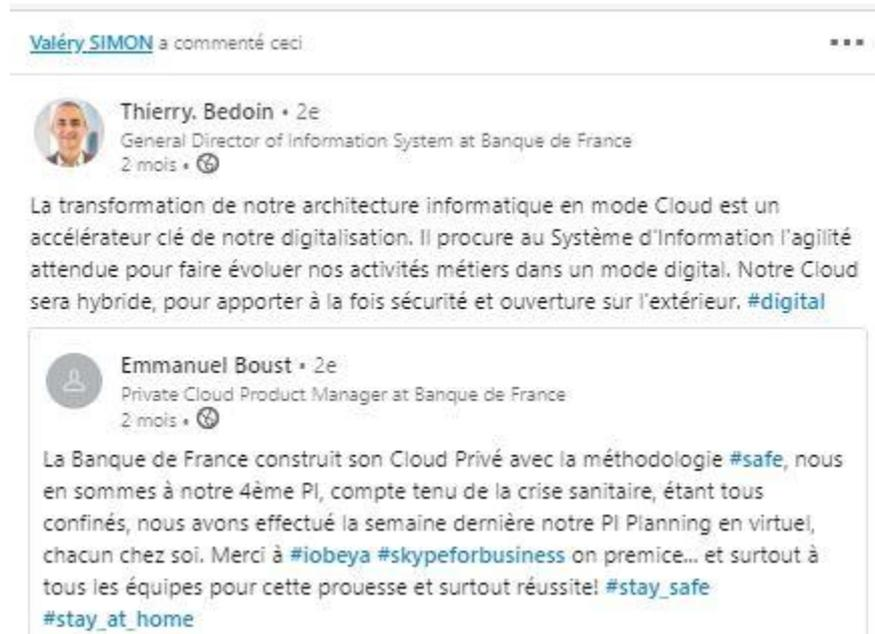 Valéry SIMON a commenté ceci
Thierry. Bedoin • 2e
General Director of Information System at Banque de France
2 mois •
La transformation de notre architecture informatique en mode Cloud est un
accélérateur clé de notre digitalisation. Il procure au Système d'Information l'agilité
attendue pour faire évoluer nos activités métiers dans un mode digital. Notre Cloud
sera hybride, pour apporter à la fois sécurité et ouverture sur l'extérieur. #digital
Emmanuel Boust • 2e
Private Cloud Product Manager at Banque de France
2 mois •
La Banque de France construit son Cloud Privé avec la méthodologie #safe, nous
en sommes à notre 4ème PI, compte tenu de la crise sanitaire, étant tous
confinés, nous avons effectué la semaine dernière notre PI Planning en virtuel,
chacun chez soi. Merci à #iobeya #skypeforbusiness on premice... et surtout à
tous les équipes pour cette prouesse et surtout réussite! #stay_safe
#stay_at_home